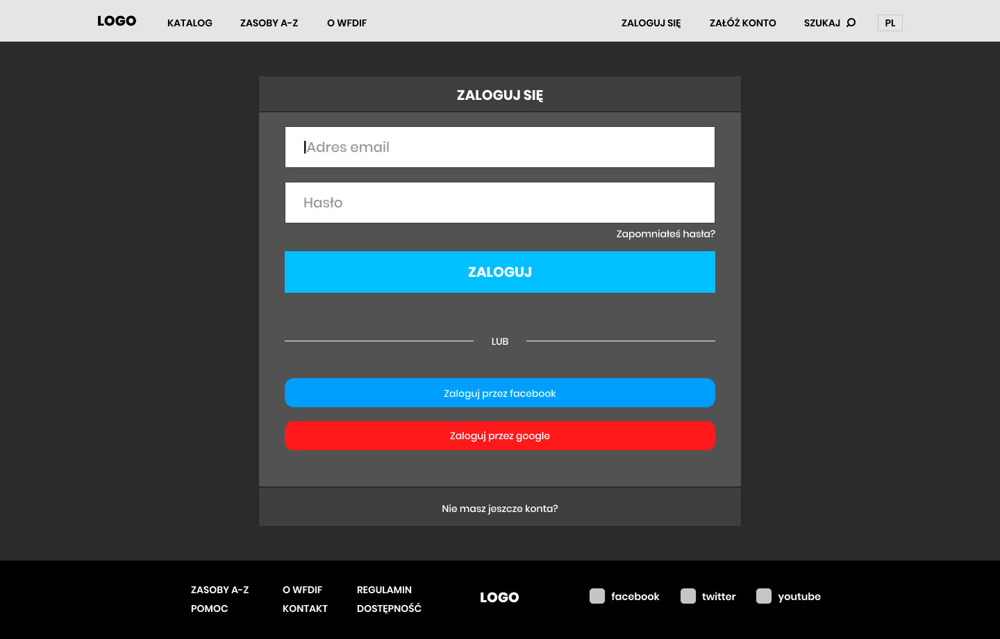 LOGO KATALOG ZASOBY A-Z O WFDIF ZALOGUJ SIĘ ZAŁÓŻ KONTO SZUKAJ PL
ZALOGUJ SIĘ
Adres email
Hasło
Zapomniałeś hasła?
ZALOGUJ
LUB
Zaloguj przez facebook
Zaloguj przez google
Nie masz jeszcze konta?
ZASOBY A-Z O WFDIF REGULAMIN
POMOC KONTAKT DOSTĘPNOŚĆ
LOGO
facebook twitter youtube